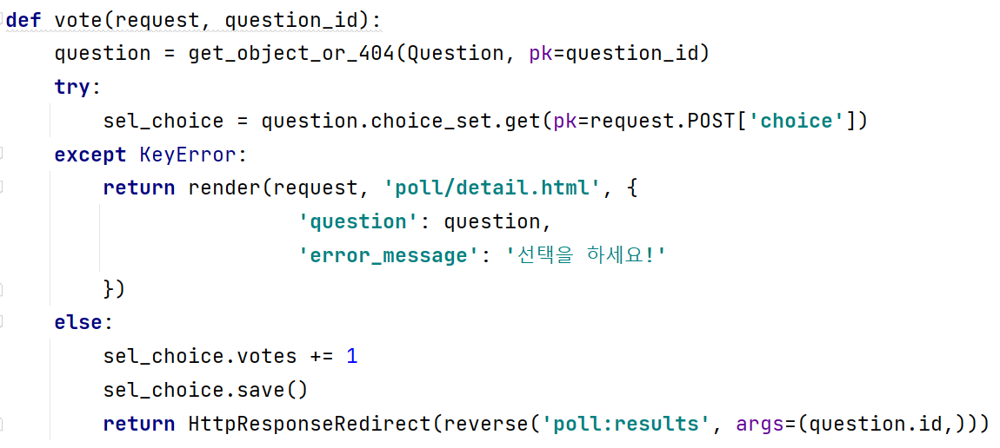 def vote(request, question_id):
    question = get_object_or_404(Question, pk=question_id)
    try:
        sel_choice = question.choice_set.get(pk=request.POST['choice'])
    except KeyError:
        return render(request, 'poll/detail.html', {
                        'question': question,
                        'error_message': '선택을 하세요!'
        })
    else:
        sel_choice.votes += 1
        sel_choice.save()
        return HttpResponseRedirect(reverse('poll:results', args=(question.id,)))